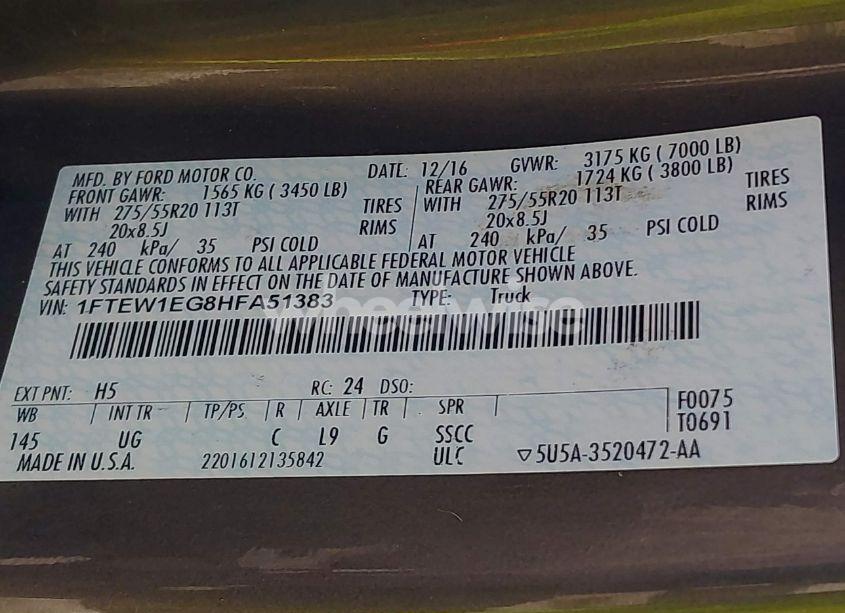 MFD. BY FORD MOTOR CO. DATE: 12/16 GVWR: 3175 KG ( 7000 LB)
FRONT GAWR: 1565 KG ( 3450 LB) REAR GAWR: 1724 KG ( 3800 LB)
WITH 275/55R20 113T TIRES WITH 275/55R20 113T TIRES
20x8.5J RIMS 20x8.5J RIMS
AT 240 kPa/ 35 PSI COLD AT 240 kPa/ 35 PSI COLD
THIS VEHICLE CONFORMS TO ALL APPLICABLE FEDERAL MOTOR VEHICLE
SAFETY STANDARDS IN EFFECT ON THE DATE OF MANUFACTURE SHOWN ABOVE.
VIN: 1FTEW1EG8HFA51383 TYPE: Truck
wheelwise
EXT PNT: H5 RC: 24 DSO:
WB INT TR TP/PS R AXLE TR SPR F0075
145 UG C L9 G SSCC T0691
MADE IN U.S.A. 2201612135842 ULC ▽5U5A-3520472-AA